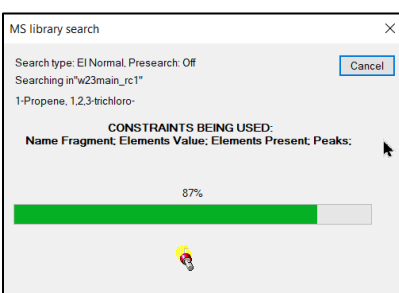 MS library search
Search type: EI Normal, Presearch: Off
Cancel
Searching in"w23main_rc1"
1-Propene, 1,2,3-trichloro-
CONSTRAINTS BEING USED:
Name Fragment; Elements Value; Elements Present; Peaks;
87%